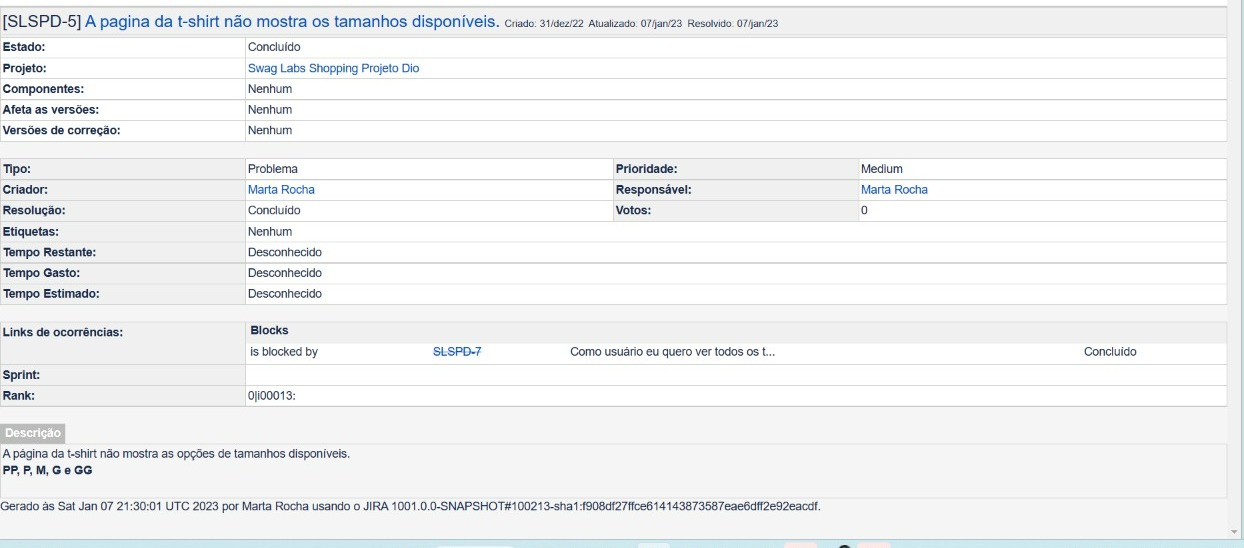 [SLSPD-5] A pagina da t-shirt não mostra os tamanhos disponíveis. Criado: 31/dez/22 Atualizado: 07/jan/23 Resolvido: 07/jan/23
Estado: Concluído
Projeto: Swag Labs Shopping Projeto Dio
Componentes: Nenhum
Afeta as versões: Nenhum
Versões de correção: Nenhum
Tipo: Problema Prioridade: Medium
Criador: Marta Rocha Responsável: Marta Rocha
Resolução: Concluído Votos: 0
Etiquetas: Nenhum
Tempo Restante: Desconhecido
Tempo Gasto: Desconhecido
Tempo Estimado: Desconhecido
Links de ocorrências: Blocks
is blocked by SLSPD-7 Como usuário eu quero ver todos os t... Concluído
Sprint:
Rank: 0|i00013:
Descrição
A página da t-shirt não mostra as opções de tamanhos disponíveis.
PP, P, M, G e GG
Gerado às Sat Jan 07 21:30:01 UTC 2023 por Marta Rocha usando o JIRA 1001.0.0-SNAPSHOT#100213-sha1:f908df27ffce614143873587eae6dff2e92eacdf.